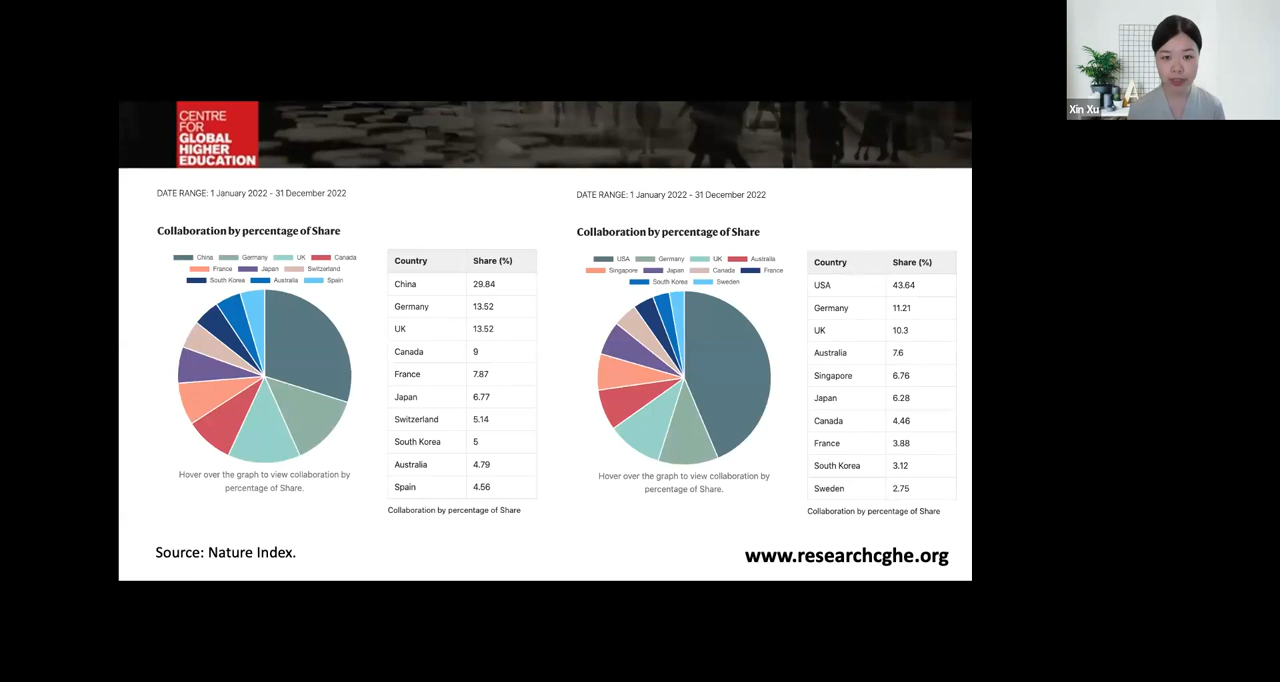 CENTRE
FOR
GLOBAL
HIGHER
EDUCATION
Xin Xu
DATE RANGE: 1 January 2022 - 31 December 2022
Collaboration by percentage of Share
China Germany UK Canada
France Japan Switzerland
South Korea Australia Spain
Hover over the graph to view collaboration by
percentage of Share.
Country Share (%)
China 29.84
Germany 13.52
UK 13.52
Canada 9
France 7.87
Japan 6.77
Switzerland 5.14
South Korea 5
Australia 4.79
Spain 4.56
Collaboration by percentage of Share
DATE RANGE: 1 January 2022 - 31 December 2022
Collaboration by percentage of Share
USA Germany UK Australia
Singapore Japan Canada France
South Korea Sweden
Hover over the graph to view collaboration by
percentage of Share.
Country Share (%)
USA 43.64
Germany 11.21
UK 10.3
Australia 7.6
Singapore 6.76
Japan 6.28
Canada 4.46
France 3.88
South Korea 3.12
Sweden 2.75
Collaboration by percentage of Share
Source: Nature Index.
www.researchcghe.org